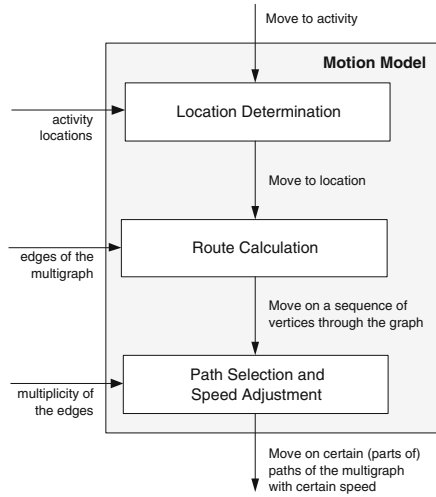 Move to activity
Motion Model
Location Determination
activity
locations
Move to location
Route Calculation
edges of the
multigraph
Move on a sequence of
vertices through the graph
Path Selection and
Speed Adjustment
multiplicity of
the edges
Move on certain (parts of)
paths of the multigraph
with certain speed